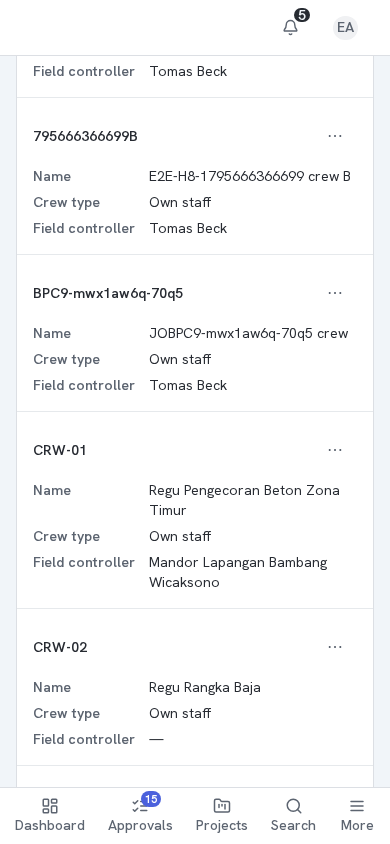 5
EA
Field controller Tomas Beck
795666366699B
Name E2E-H8-1795666366699 crew B
Crew type Own staff
Field controller Tomas Beck
BPC9-mwx1aw6q-70q5
Name JOBPC9-mwx1aw6q-70q5 crew
Crew type Own staff
Field controller Tomas Beck
CRW-01
Name Regu Pengecoran Beton Zona
Timur
Crew type Own staff
Field controller Mandor Lapangan Bambang
Wicaksono
CRW-02
Name Regu Rangka Baja
Crew type Own staff
Field controller —
15
Dashboard Approvals Projects Search More